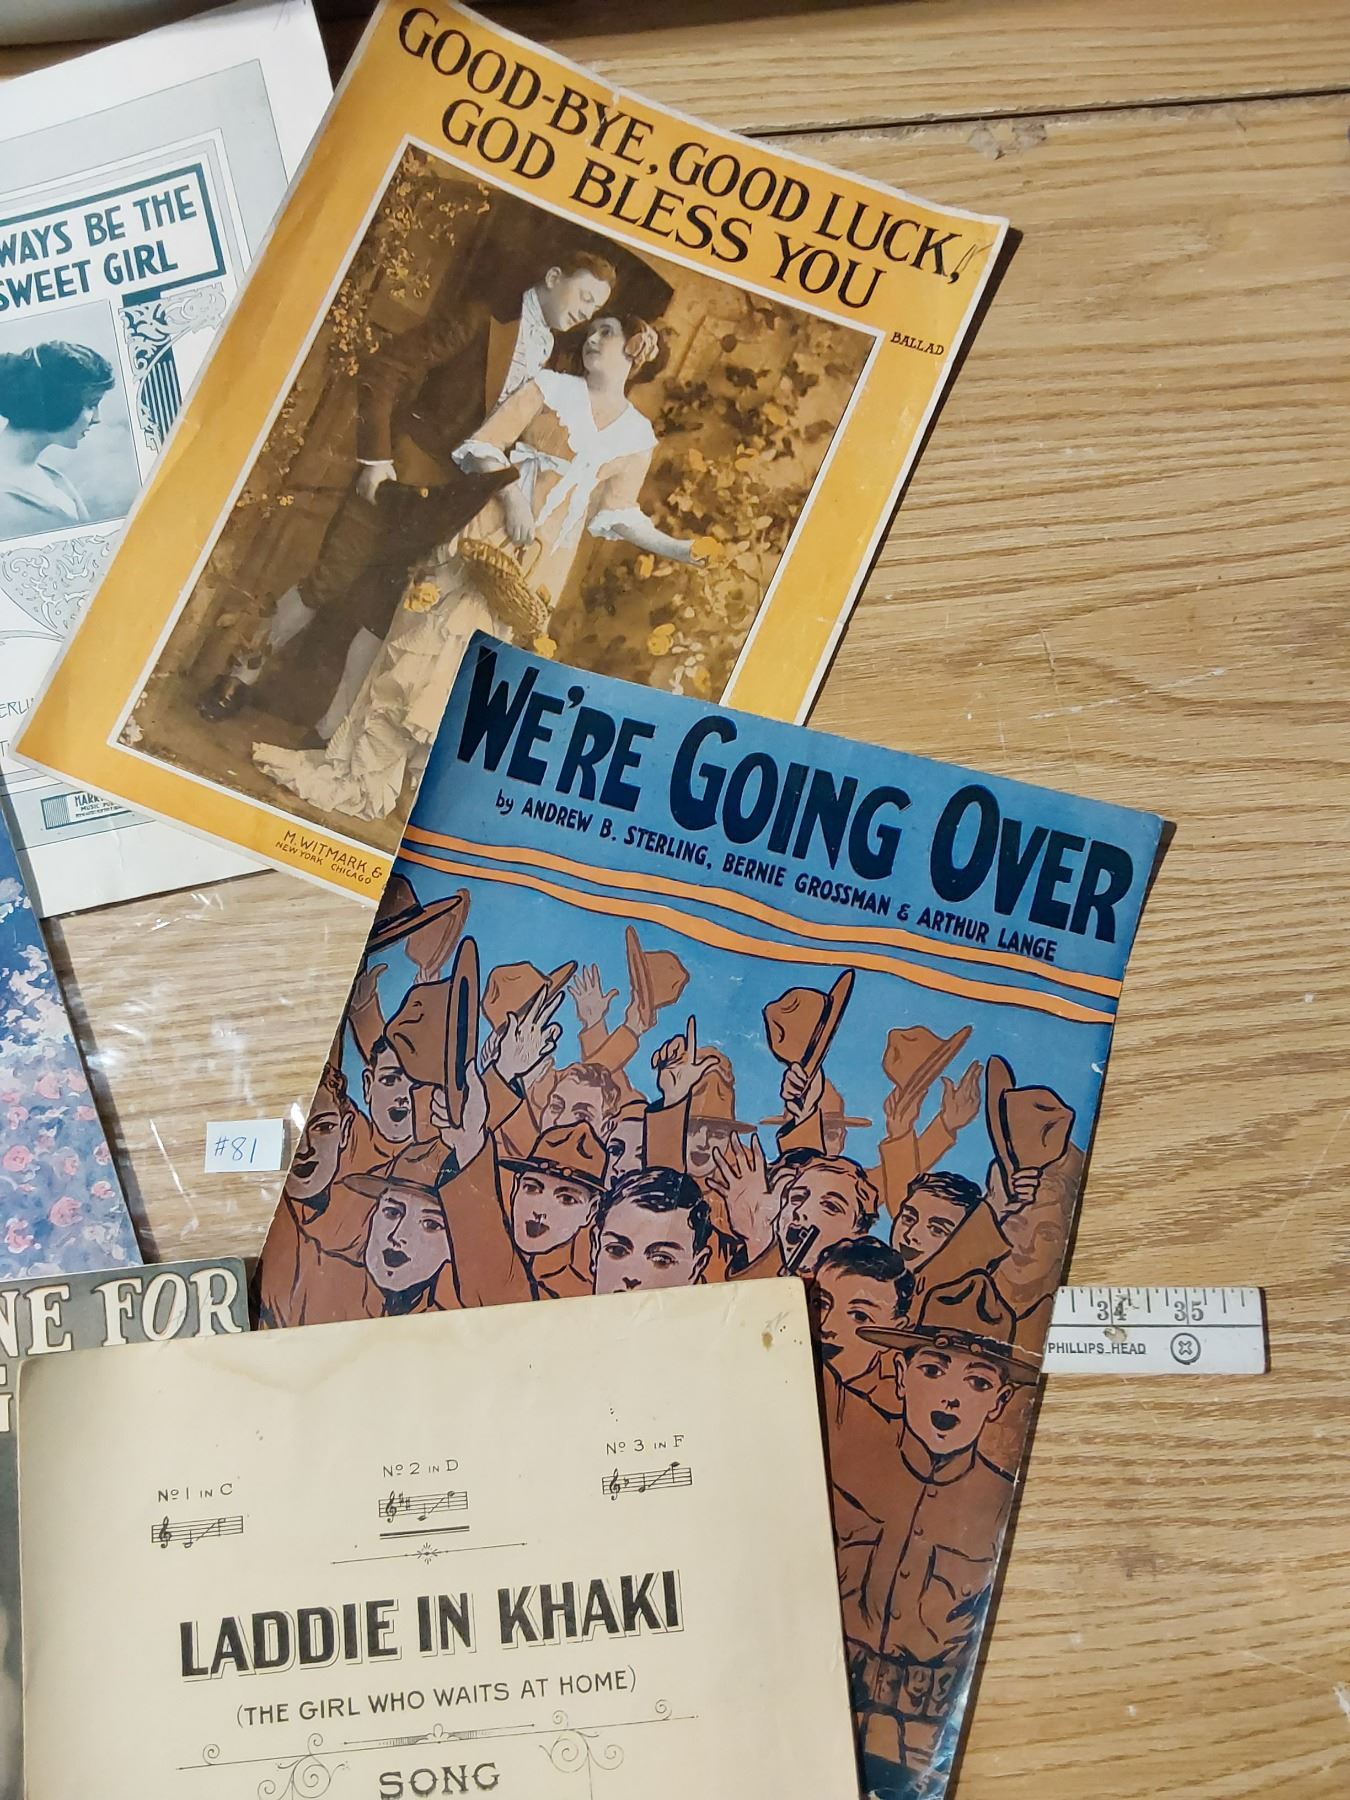 GOOD-BYE, GOOD LUCK,
GOD BLESS YOU
BALLAD
M. WITMARK &
NEW YORK CHICAGO
WAYS BE THE
SWEET GIRL
WE'RE GOING OVER
by ANDREW B. STERLING, BERNIE GROSSMAN & ARTHUR LANGE
#81
34 35
PHILLIPS HEAD
NE FOR
Nº 1 IN C
Nº 2 IN D
Nº 3 IN F
LADDIE IN KHAKI
(THE GIRL WHO WAITS AT HOME)
SONG